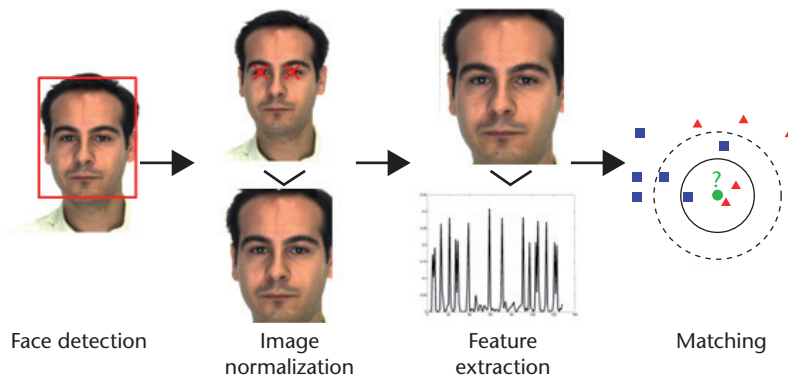 ?
Face detection
Image
normalization
Feature
extraction
Matching